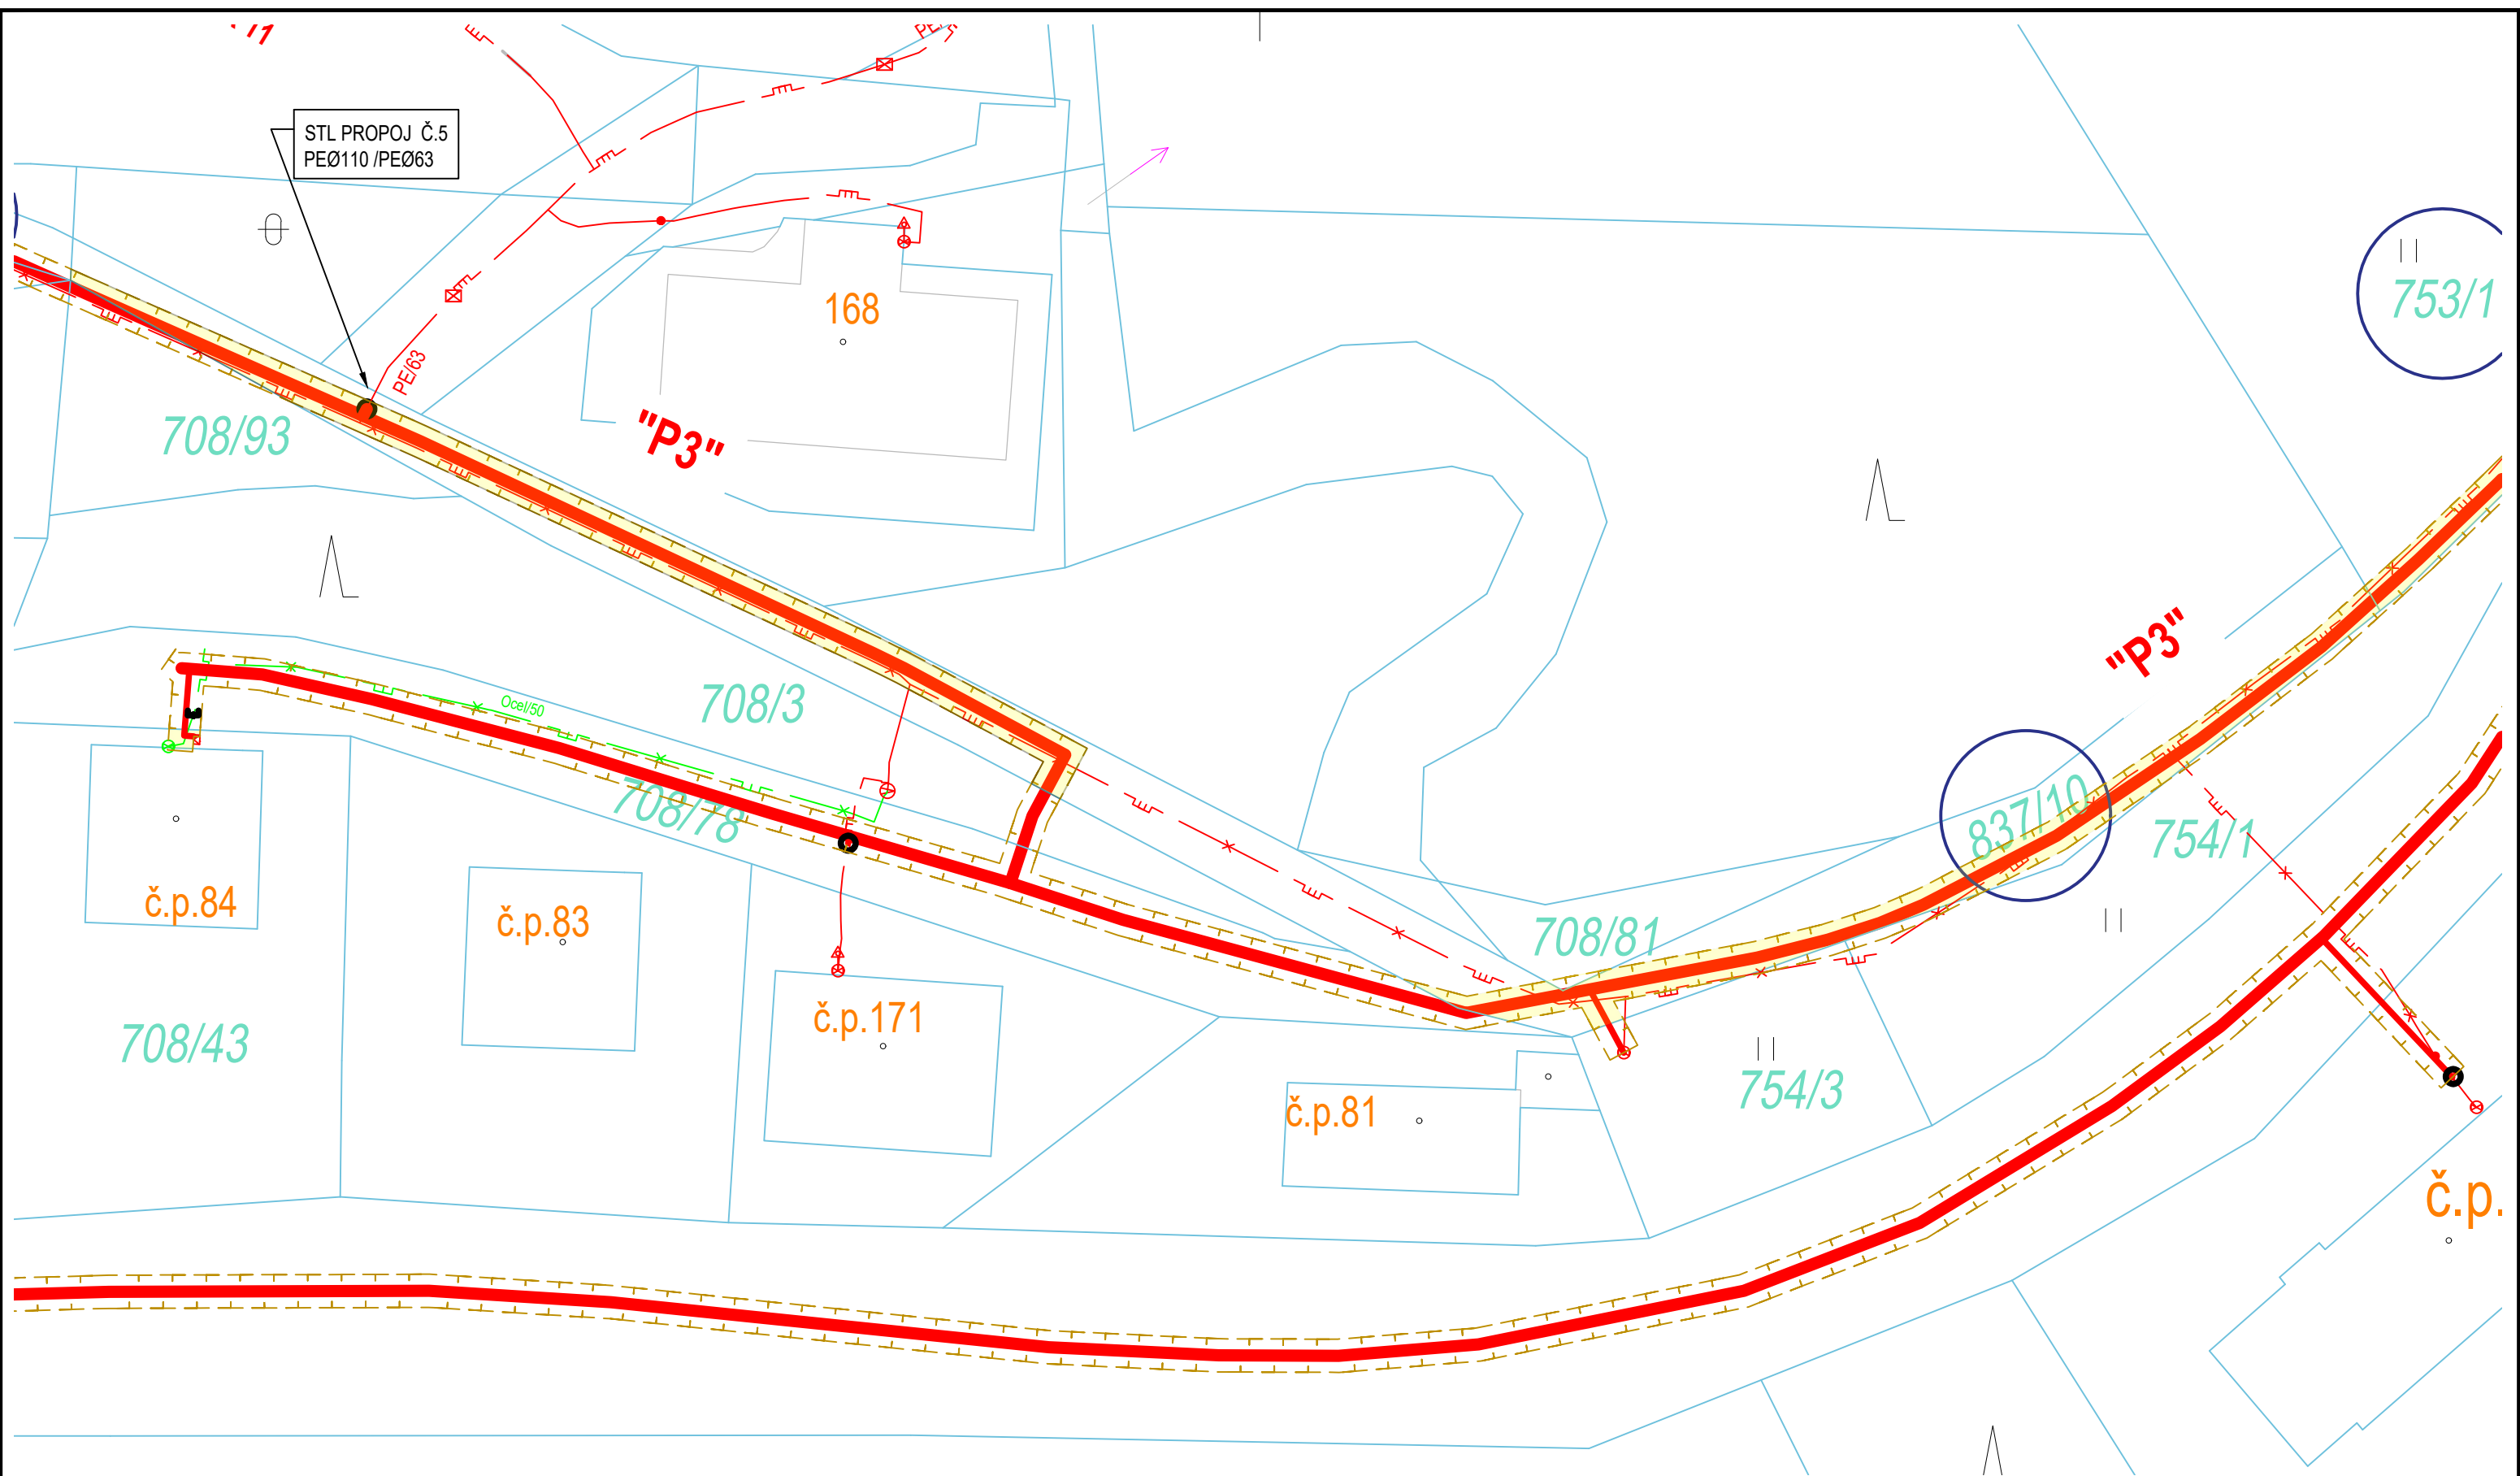 STL PROPOJ Č.5
PEØ110 /PEØ63
753/1
168
PE/63
708/93
"P3"
"P3"
708/3
Ocel/50
708/78
837/10
754/1
č.p.84
č.p.83
708/81
č.p.171
708/43
754/3
č.p.81
č.p.